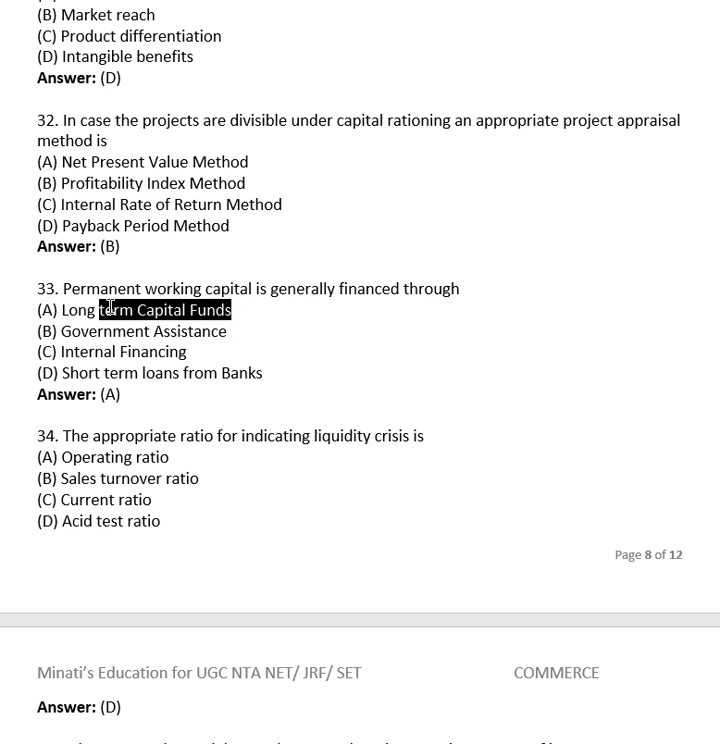 (B) Market reach
(C) Product differentiation
(D) Intangible benefits
Answer: (D)
32. In case the projects are divisible under capital rationing an appropriate project appraisal
method is
(A) Net Present Value Method
(B) Profitability Index Method
(C) Internal Rate of Return Method
(D) Payback Period Method
Answer: (B)
33. Permanent working capital is generally financed through
(A) Long term Capital Funds
(B) Government Assistance
(C) Internal Financing
(D) Short term loans from Banks
Answer: (A)
34. The appropriate ratio for indicating liquidity crisis is
(A) Operating ratio
(B) Sales turnover ratio
(C) Current ratio
(D) Acid test ratio
Page 8 of 12
Minati's Education for UGC NTA NET/ JRF/ SET COMMERCE
Answer: (D)